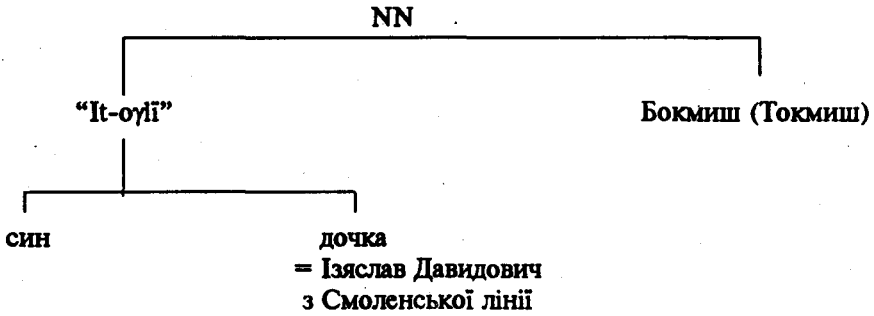 NN
“It-oγlï” Бокмиш (Токмиш)
син дочка
= Ізяслав Давидович
з Смоленської лінії